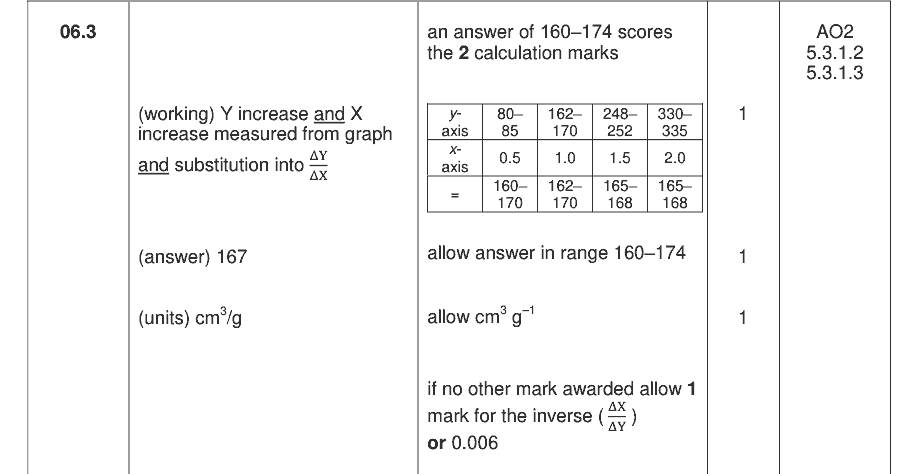 06.3
an answer of 160–174 scores
the 2 calculation marks
AO2
5.3.1.2
5.3.1.3
(working) Y increase and X
increase measured from graph
and substitution into ΔY/ΔX
y-axis 80–85 162–170 248–252 330–335
x-axis 0.5 1.0 1.5 2.0
= 160–170 162–170 165–168 165–168
1
(answer) 167
allow answer in range 160–174
1
(units) cm³/g
allow cm³ g⁻¹
1
if no other mark awarded allow 1
mark for the inverse (ΔX/ΔY)
or 0.006